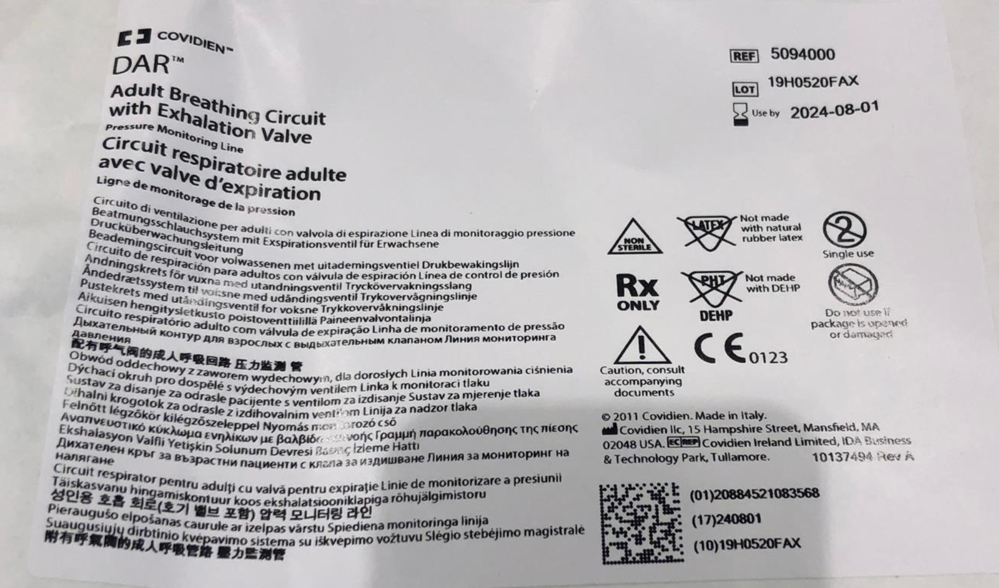 COVIDIEN™
DAR™
Adult Breathing Circuit
with Exhalation Valve
Pressure Monitoring Line
Circuit respiratoire adulte
avec valve d'expiration
Ligne de monitorage de la pression
Circuito di ventilazione per adulti con valvola di espirazione Linea di monitoraggio pressione
Beatmungsschlauchsystem mit Exspirationsventil für Erwachsene
Drucküberwachungsleitung
Beademingscircuit voor volwassenen met uitademingsventiel Drukbewakingslijn
Circuito de respiración para adultos con válvula de espiración Línea de control de presión
Andningskrets för vuxna med utandningsventil Tryckövervakningsslang
Åndedrætssystem til voksne med udåndingsventil Trykovervågningslinje
Pustekrets med utåndingsventil for voksne Trykkovervåkningslinje
Aikuisen hengitysletkusto poistoventtiilillä Paineenvalvontalinja
Circuito respiratório adulto com válvula de expiração Linha de monitoramento de pressão
Дыхательный контур для взрослых с выдыхательным клапаном Линия мониторинга
давления
配有呼气阀的成人呼吸回路 压力监测 管
Obwód oddechowy z zaworem wydechowym, dla dorosłych Linia monitorowania ciśnienia
Dýchací okruh pro dospělé s výdechovým ventilem Linka k monitoraci tlaku
Sustav za disanje za odrasle pacijente s ventilom za izdisanje Sustav za mjerenje tlaka
Dihalni krogotok za odrasle z izdihovalnim ventilom Linija za nadzor tlaka
Felnőtt légzőkör kilégzőszeleppel Nyomás monitorozó cső
Αναπνευστικό κύκλωμα ενηλίκων με βαλβίδα Γραμμή παρακολούθησης της πίεσης
Ekshalasyon Valfli Yetişkin Solunum Devresi Basınç İzleme Hattı
Дихателен кръг за възрастни пациенти с клапа за издишване Линия за мониторинг на
налягане
Circuit respirator pentru adulţi cu valvă pentru expiraţie Linie de monitorizare a presiunii
Täiskasvanu hingamiskontuur koos ekshalatsiooniklapiga rõhujälgimistoru
성인용 호흡 회로(호기 밸브 포함) 압력 모니터링 라인
Pieaugušo elpošanas caurule ar izelpas vārstu Spiediena monitoringa līnija
Suaugusiųjų dirbtinio kvėpavimo sistema su iškvėpimo vožtuvu Slėgio stebėjimo magistralė
附有呼氣閥的成人呼吸管路 壓力監測管
REF 5094000
LOT 19H0520FAX
Use by 2024-08-01
NON
STERILE
LATEX
Not made
with natural
rubber latex
2
Single use
Rx
ONLY
PHT
DEHP
Not made
with DEHP
Do not use if
package is opened
or damaged
!
Caution, consult
accompanying
documents
CE 0123
© 2011 Covidien. Made in Italy.
Covidien llc, 15 Hampshire Street, Mansfield, MA
02048 USA. EC REP Covidien Ireland Limited, IDA Business
& Technology Park, Tullamore. 10137494 Rev A
(01)20884521083568
(17)240801
(10)19H0520FAX